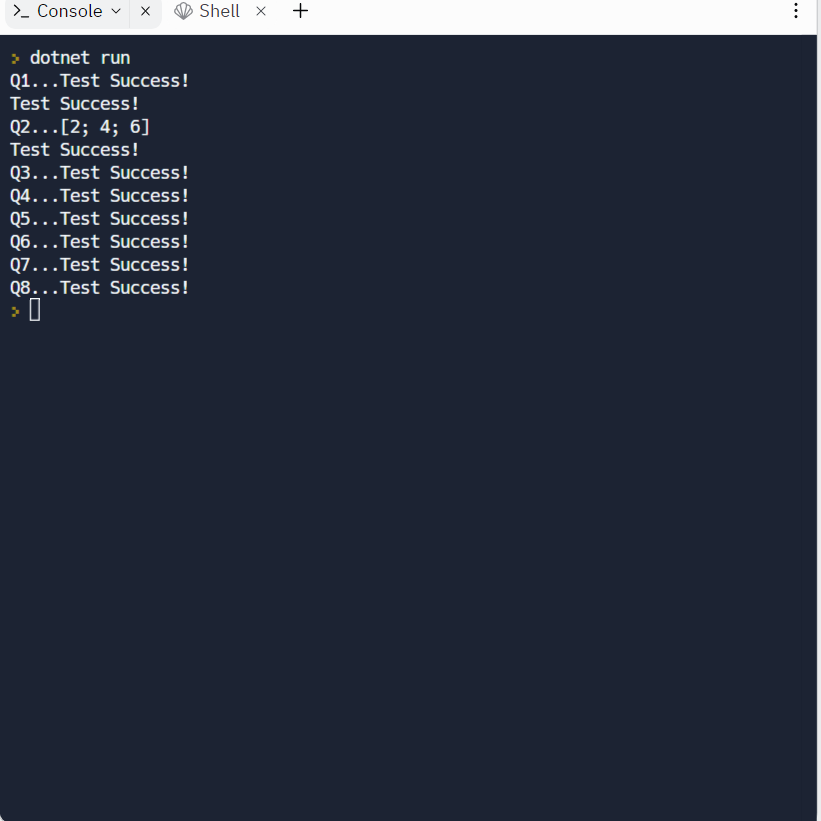 >_ Console
Shell
> dotnet run
Q1...Test Success!
Test Success!
Q2...[2; 4; 6]
Test Success!
Q3...Test Success!
Q4...Test Success!
Q5...Test Success!
Q6...Test Success!
Q7...Test Success!
Q8...Test Success!
>